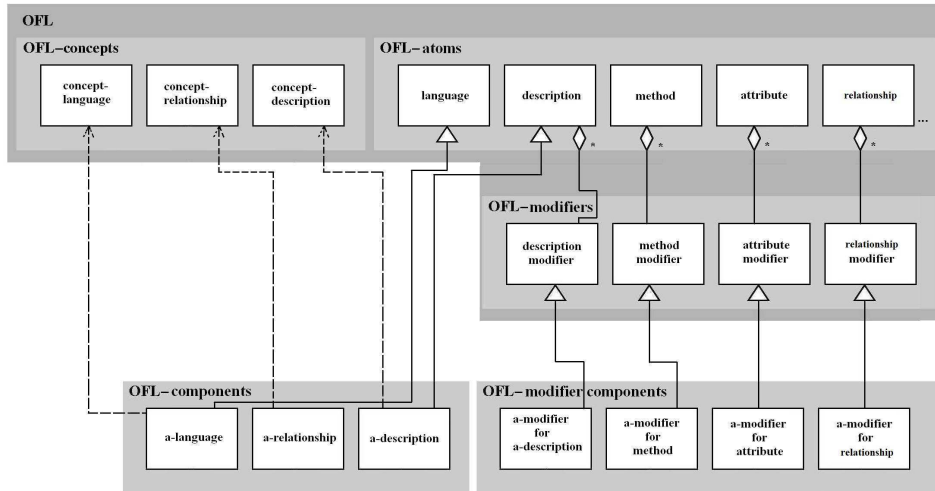 OFL
OFL-concepts
OFL-atoms
concept-
language
concept-
relationship
concept-
description
language
description
method
attribute
relationship
...
*
*
*
*
OFL-modifiers
description
modifier
method
modifier
attribute
modifier
relationship
modifier
OFL-components
OFL-modifier components
a-language
a-relationship
a-description
a-modifier
for
a-description
a-modifier
for
method
a-modifier
for
attribute
a-modifier
for
relationship